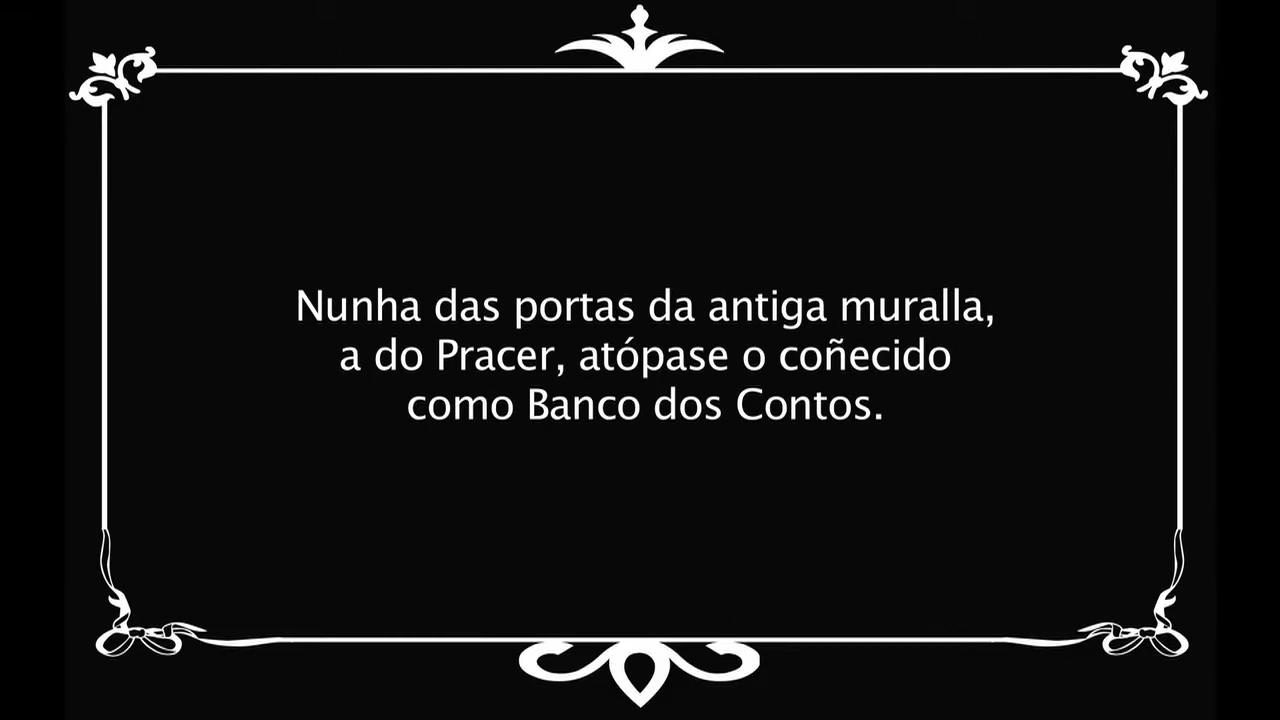 Nunha das portas da antiga muralla,
a do Pracer, atópase o coñecido
como Banco dos Contos.